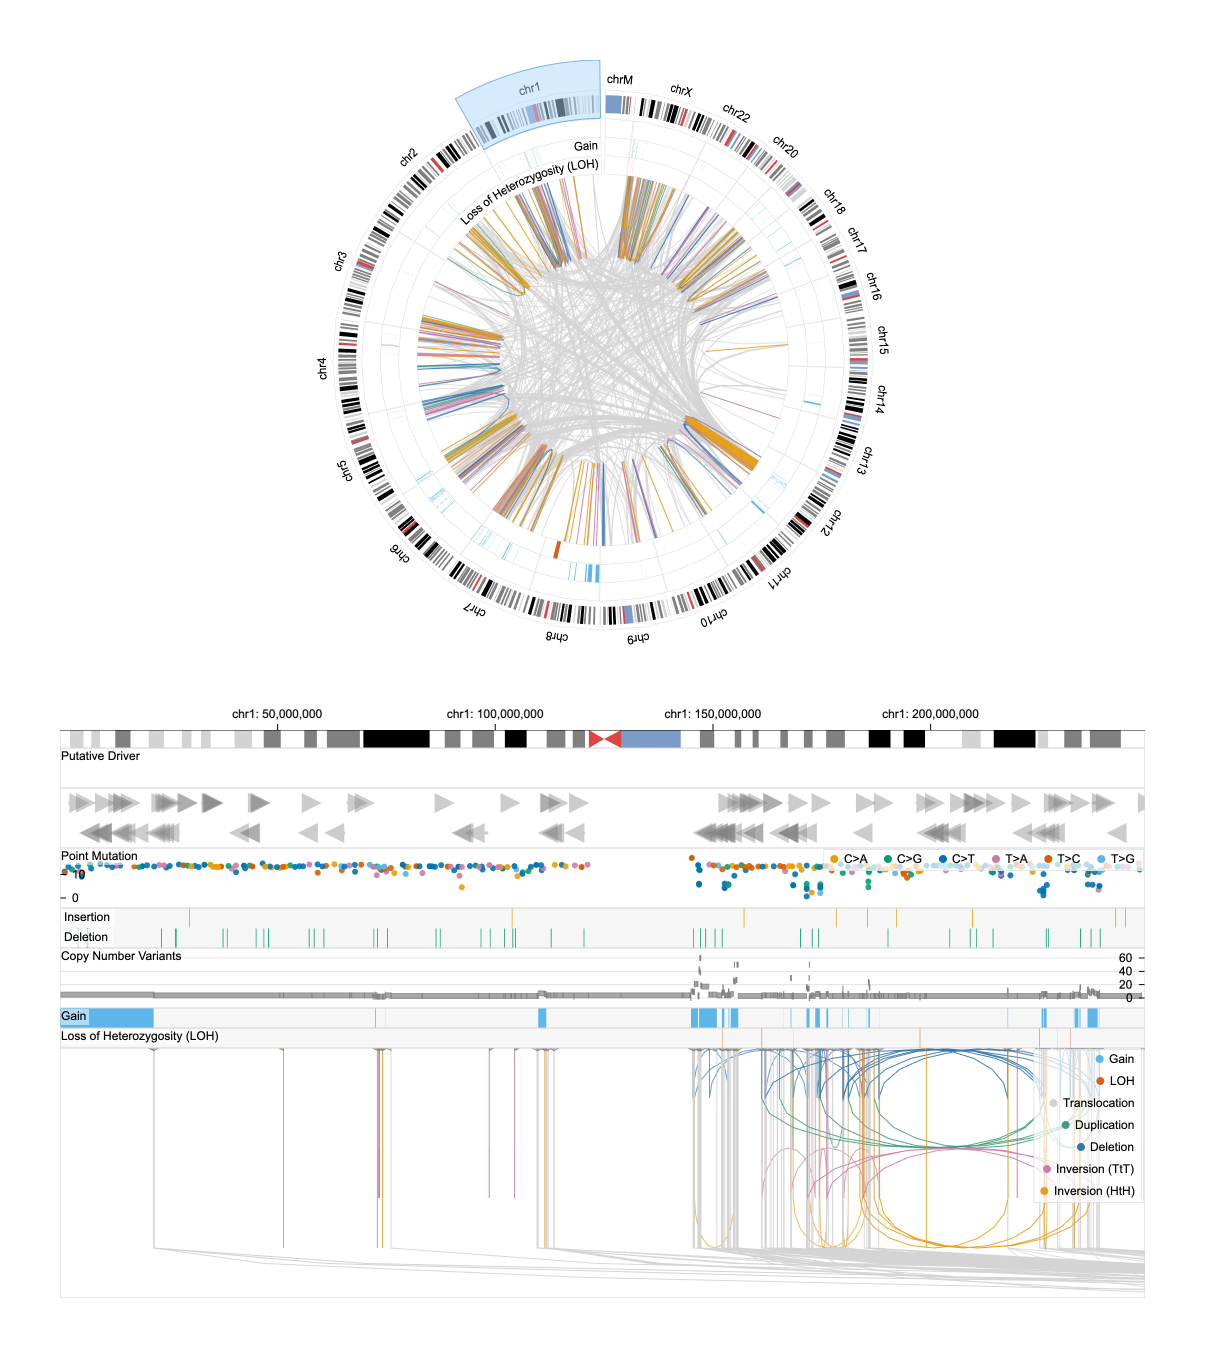 chr1
chrM
chrX
chr22
chr20
chr18
chr17
chr16
chr15
chr14
chr13
chr12
chr11
chr10
chr9
chr8
chr7
chr6
chr5
chr4
chr3
chr2
Gain
Loss of Heterozygosity (LOH)
chr1: 50,000,000 chr1: 100,000,000 chr1: 150,000,000 chr1: 200,000,000
Putative Driver
Point Mutation
C>A C>G C>T T>A T>C T>G
10
0
Insertion
Deletion
Copy Number Variants
60
40
20
0
Gain
Loss of Heterozygosity (LOH)
Gain
LOH
Translocation
Duplication
Deletion
Inversion (TtT)
Inversion (HtH)